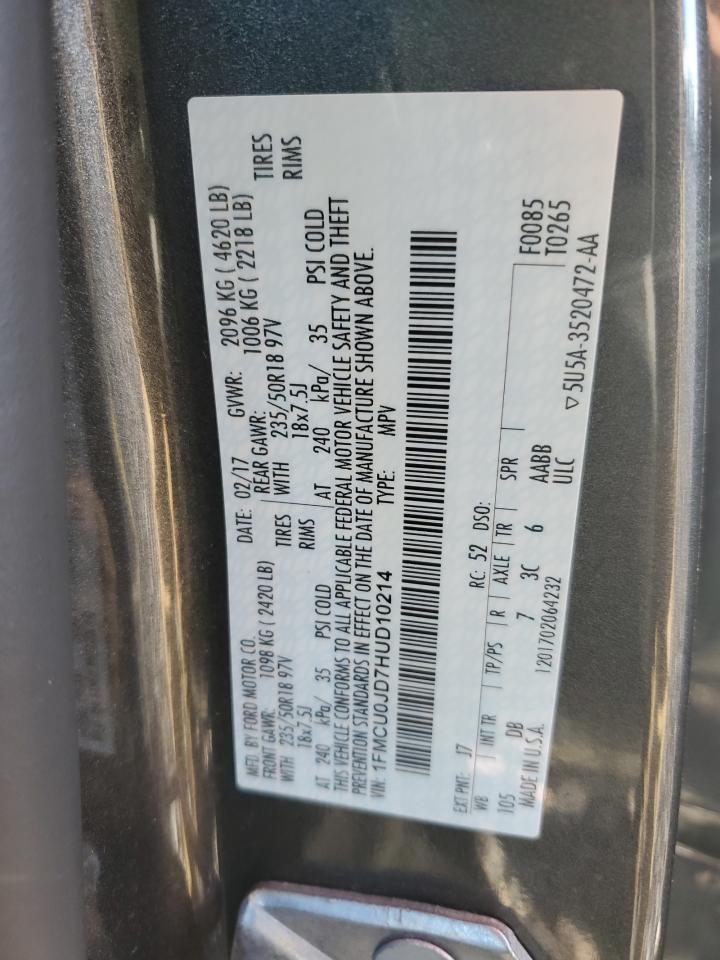 MFD. BY FORD MOTOR CO.
DATE: 02/17 GVWR: 2096 KG ( 4620 LB)
FRONT GAWR: 1098 KG ( 2420 LB) REAR GAWR: 1006 KG ( 2218 LB)
WITH 235/50R18 97V TIRES WITH 235/50R18 97V TIRES
18x7.5J RIMS 18x7.5J RIMS
AT 240 kPa/ 35 PSI COLD AT 240 kPa/ 35 PSI COLD
THIS VEHICLE CONFORMS TO ALL APPLICABLE FEDERAL MOTOR VEHICLE SAFETY AND THEFT
PREVENTION STANDARDS IN EFFECT ON THE DATE OF MANUFACTURE SHOWN ABOVE.
VIN: 1FMCU0JD7HUD10214 TYPE: MPV
EXT PNT: J7 RC: 52 DSO: F0085
WB INT TR TP/PS R AXLE TR SPR T0265
105 DB 7 3C 6 AABB
MADE IN U.S.A. 1201702064232 ULC ▽5U5A-3520472-AA